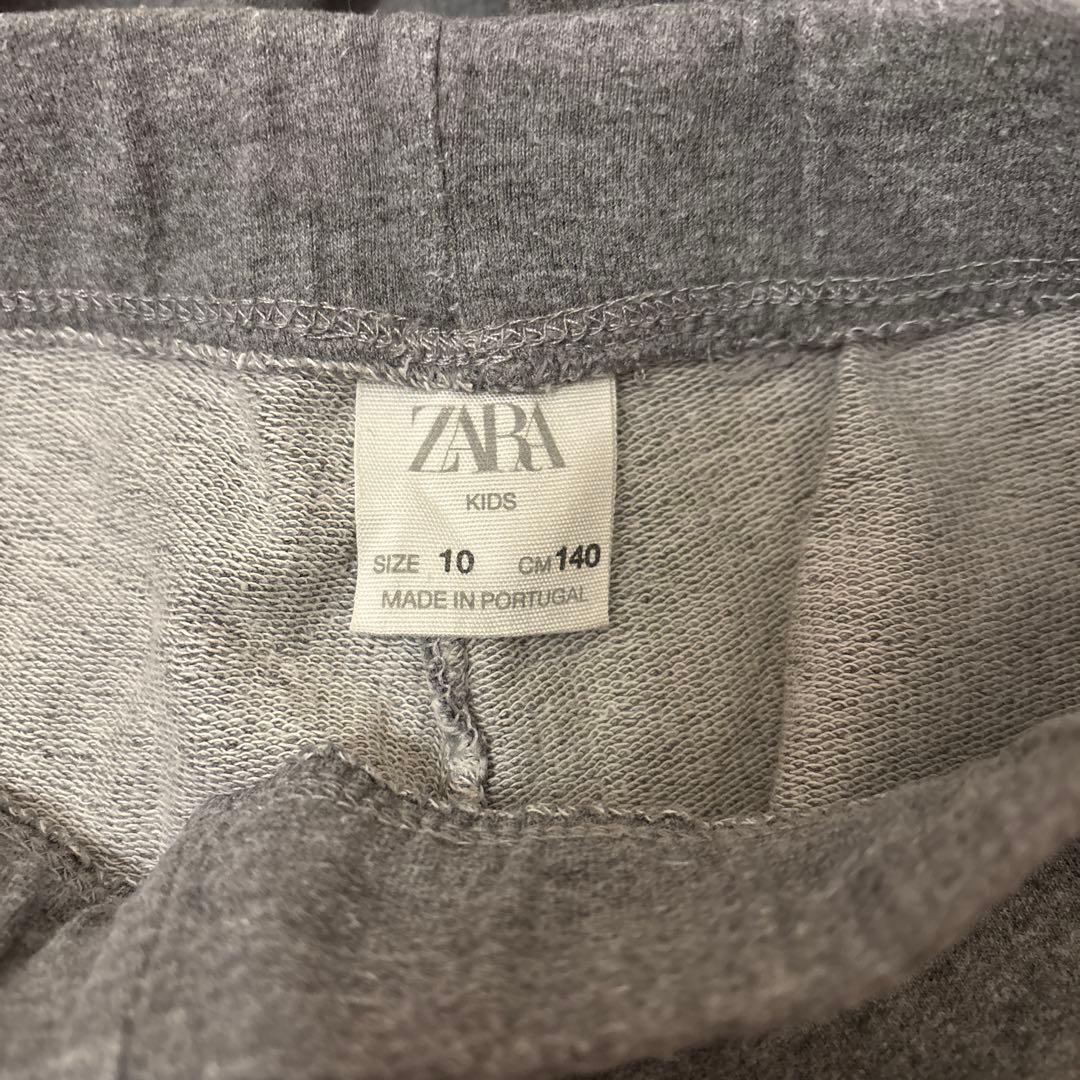 ZARA
KIDS
SIZE 10 CM 140
MADE IN PORTUGAL